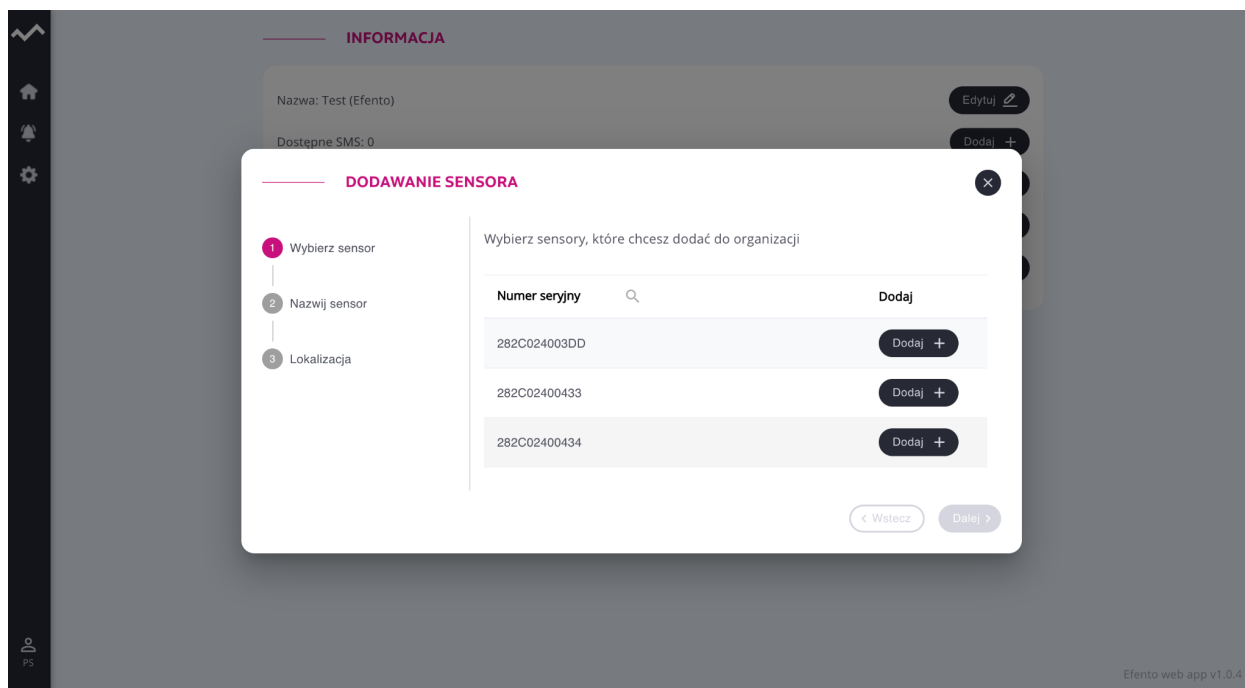 INFORMACJA
Nazwa: Test (Efento)
Edytuj
Dostępne SMS: 0
Dodaj +
DODAWANIE SENSORA
1 Wybierz sensor
2 Nazwij sensor
3 Lokalizacja
Wybierz sensory, które chcesz dodać do organizacji
Numer seryjny Dodaj
282C024003DD Dodaj +
282C02400433 Dodaj +
282C02400434 Dodaj +
< Wstecz Dalej >
PS
Efento web app v1.0.4